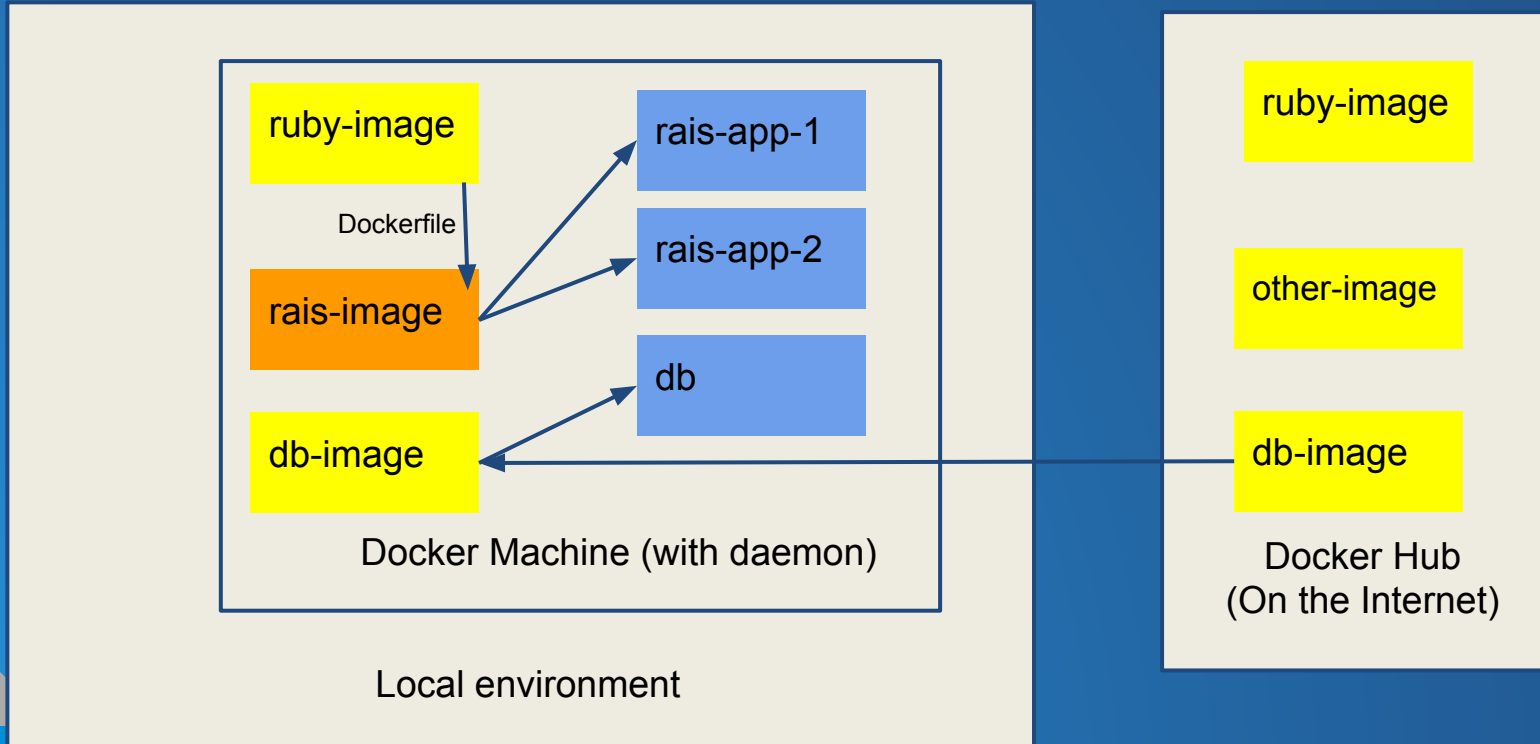 ruby-image
Dockerfile
rais-image
db-image
rais-app-1
rais-app-2
db
Docker Machine (with daemon)
Local environment
ruby-image
other-image
db-image
Docker Hub
(On the Internet)